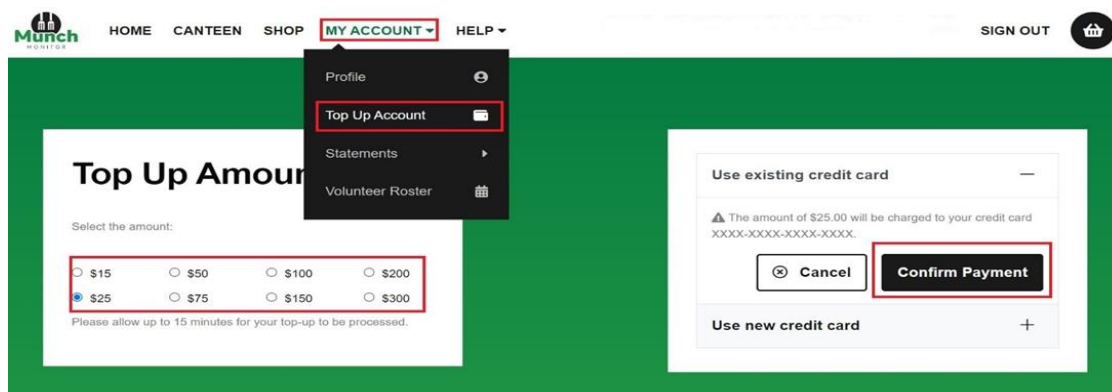 Munch
MONITOR
HOME CANTEEN SHOP MY ACCOUNT HELP SIGN OUT
Profile
Top Up Account
Statements
Volunteer Roster
Top Up Amour
Select the amount:
$15 $50 $100 $200
$25 $75 $150 $300
Please allow up to 15 minutes for your top-up to be processed.
Use existing credit card
The amount of $25.00 will be charged to your credit card
XXXX-XXXX-XXXX-XXXX.
Cancel Confirm Payment
Use new credit card